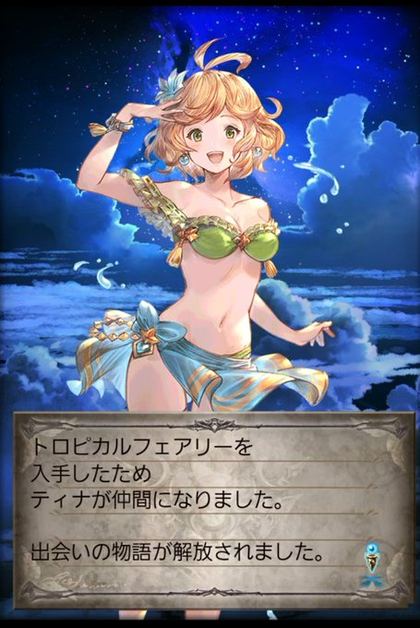 トロピカルフェアリーを
入手したため
ティナが仲間になりました。
出会いの物語が解放されました。